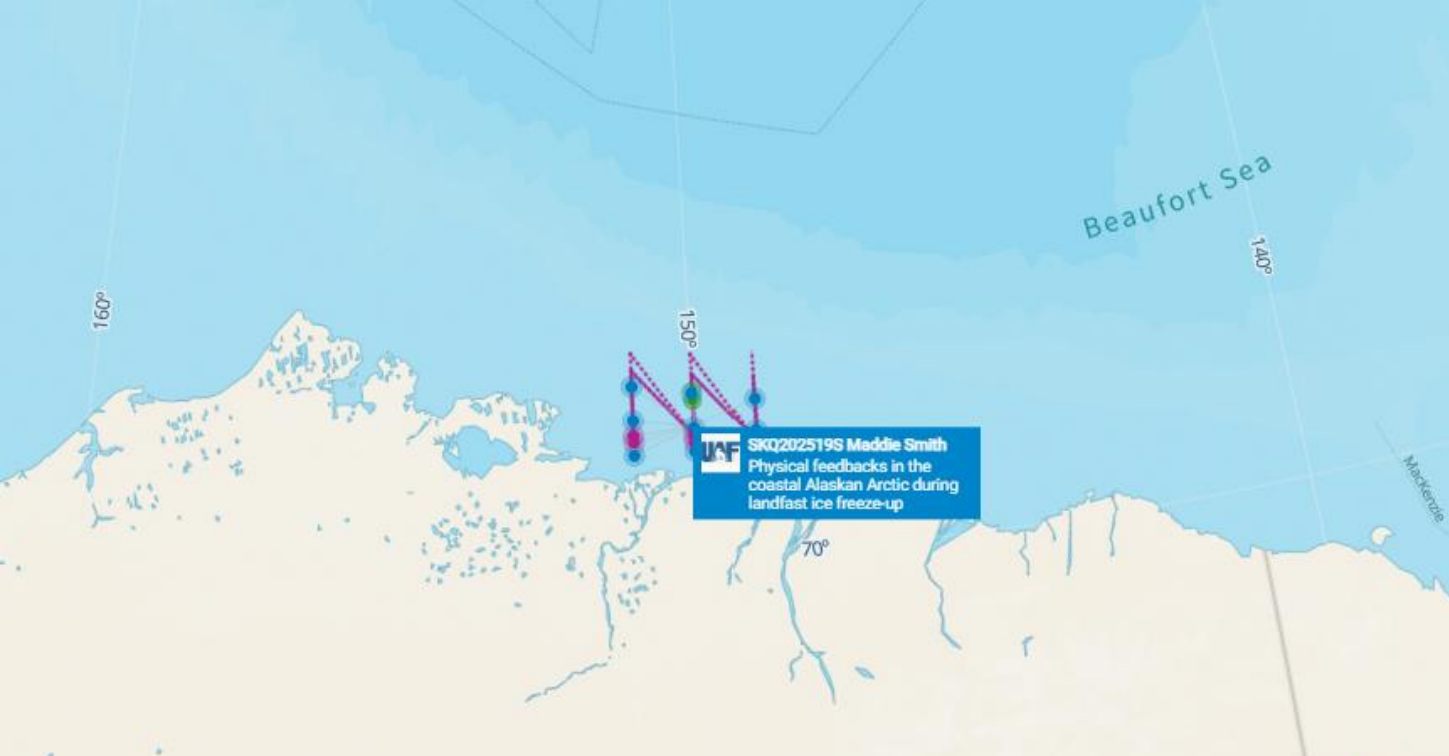 Beaufort Sea
140°
160°
150°
UAF
SKQ202519S Maddie Smith
Physical feedbacks in the
coastal Alaskan Arctic during
landfast ice freeze-up
Mackenzie
70°